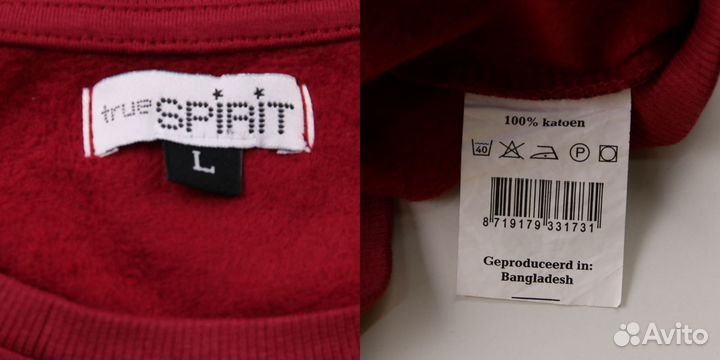 true SPIRIT
L
100% katoen
40 P
8 719179 331731
Geproduceerd in:
Bangladesh
Avito